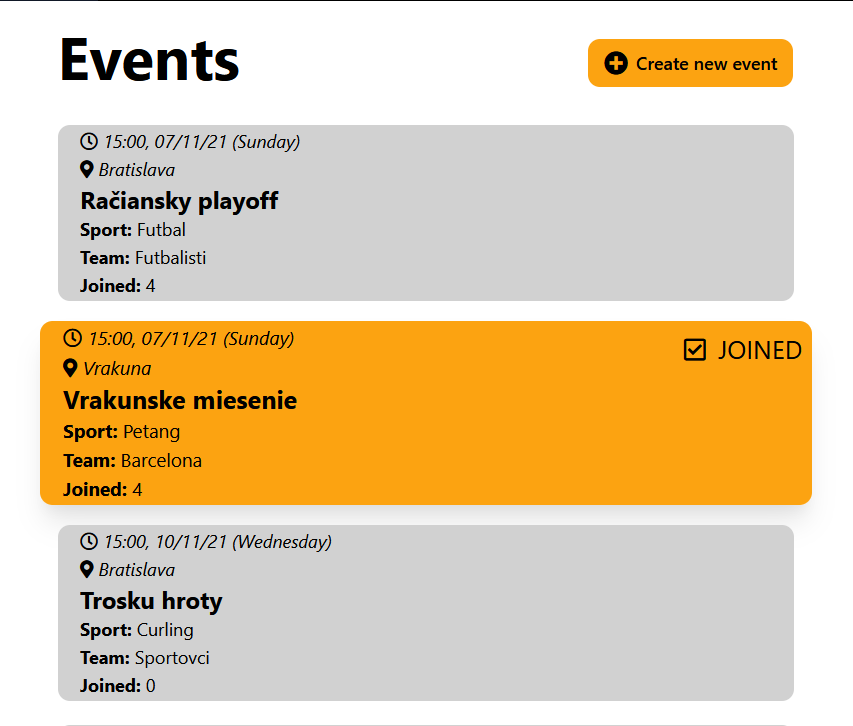 Events
Create new event
15:00, 07/11/21 (Sunday)
Bratislava
Račiansky playoff
Sport: Futbal
Team: Futbalisti
Joined: 4
15:00, 07/11/21 (Sunday)
JOINED
Vrakuna
Vrakunske miesenie
Sport: Petang
Team: Barcelona
Joined: 4
15:00, 10/11/21 (Wednesday)
Bratislava
Trosku hroty
Sport: Curling
Team: Sportovci
Joined: 0